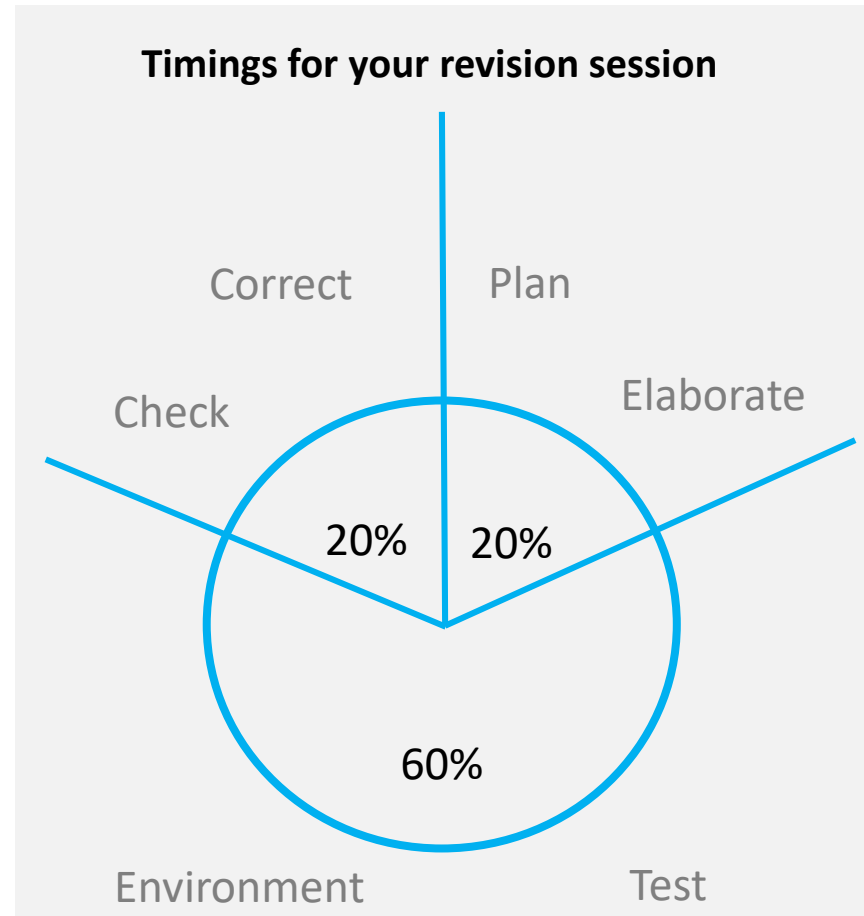 Timings for your revision session
Correct
Plan
Check
Elaborate
20%
20%
60%
Environment
Test